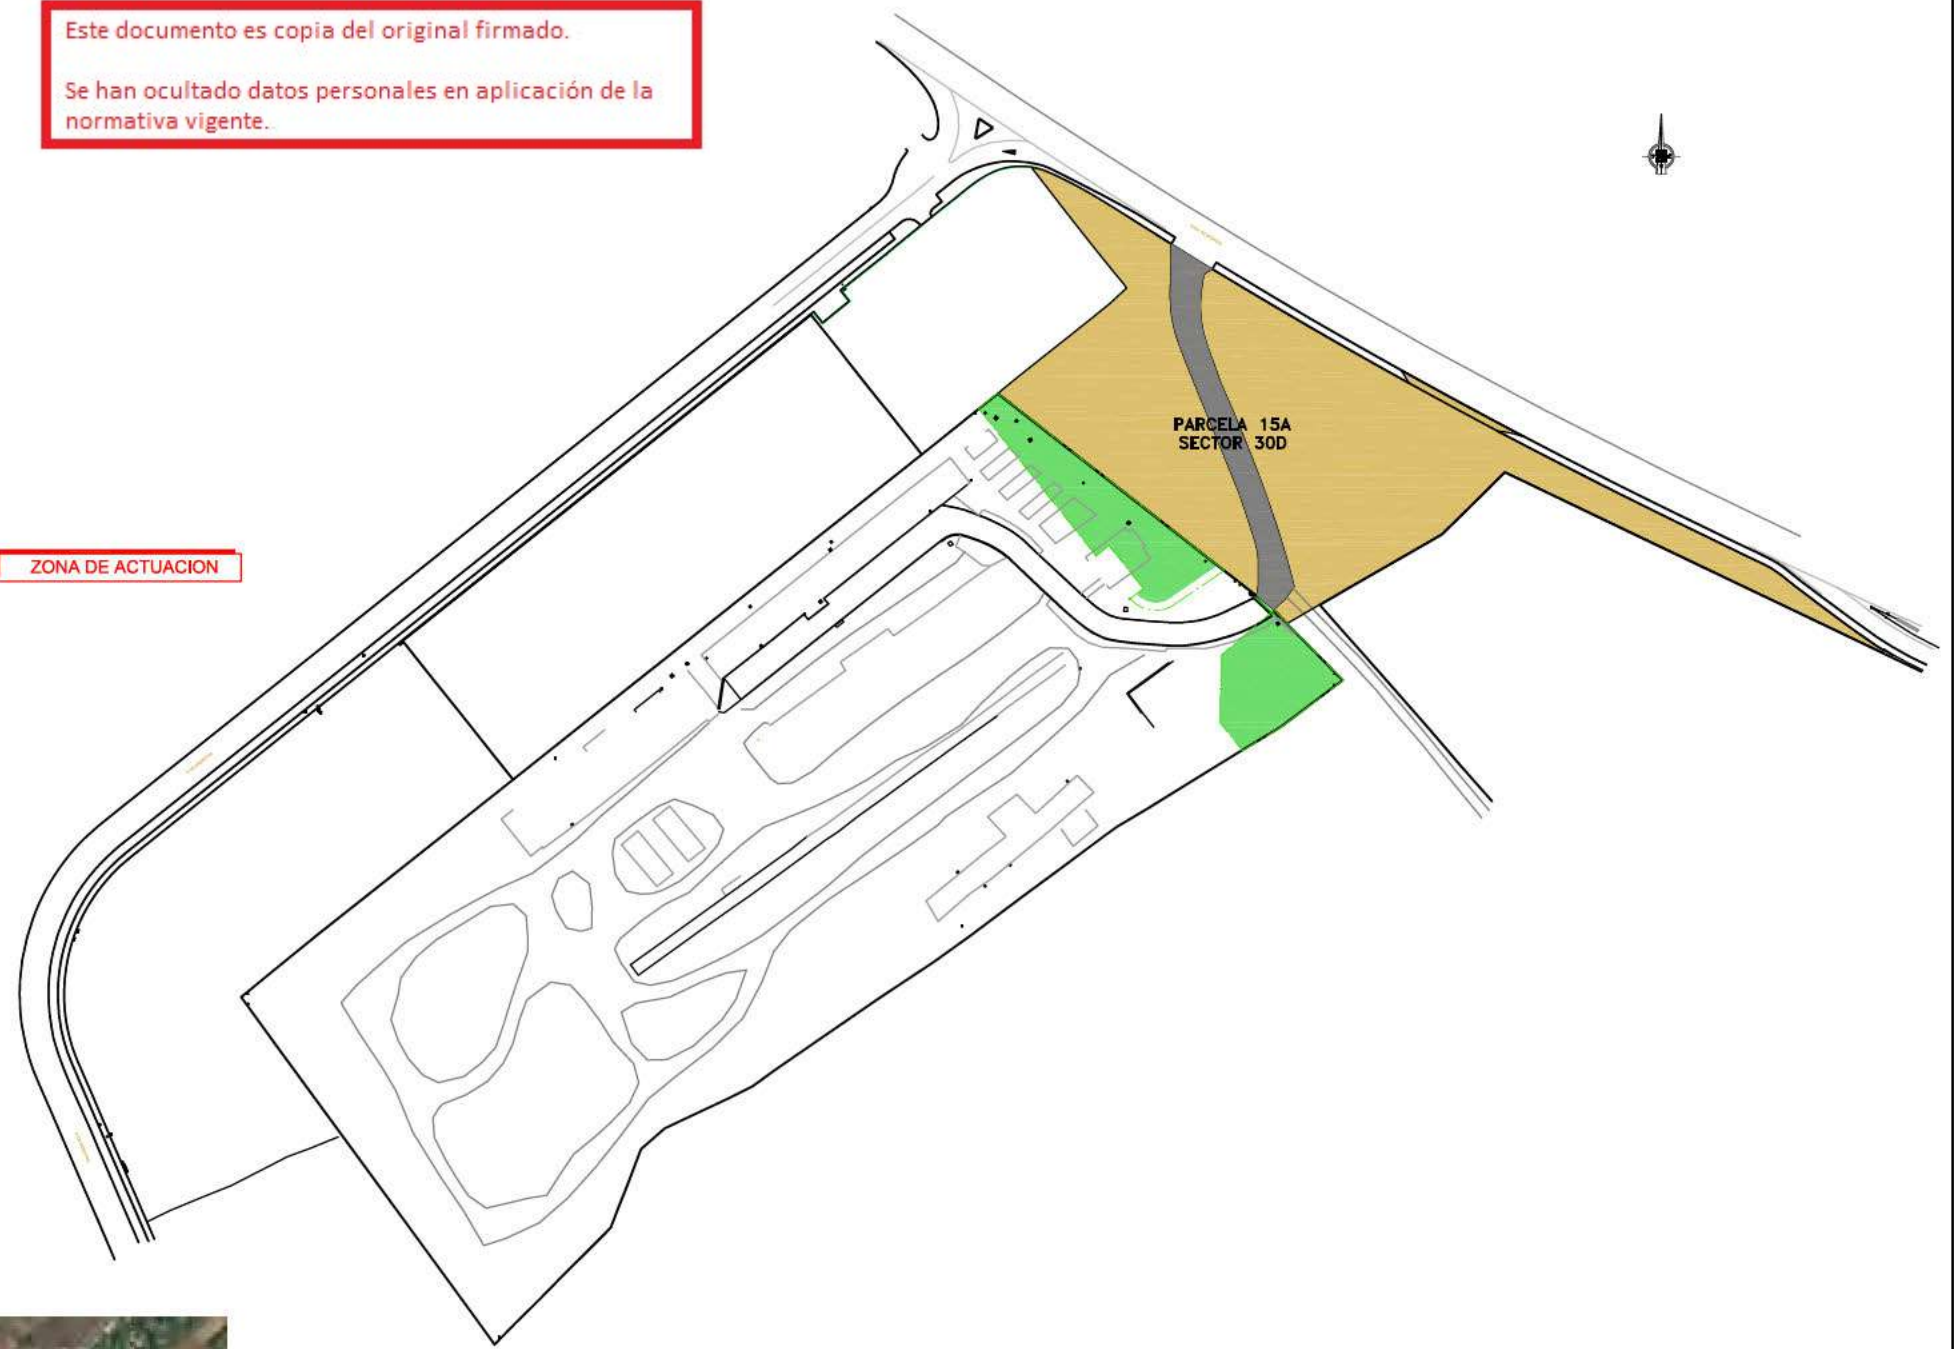 Este documento es copia del original firmado.
Se han ocultado datos personales en aplicación de la
normativa vigente.
PARCELA 15A
SECTOR 30D
ZONA DE ACTUACION